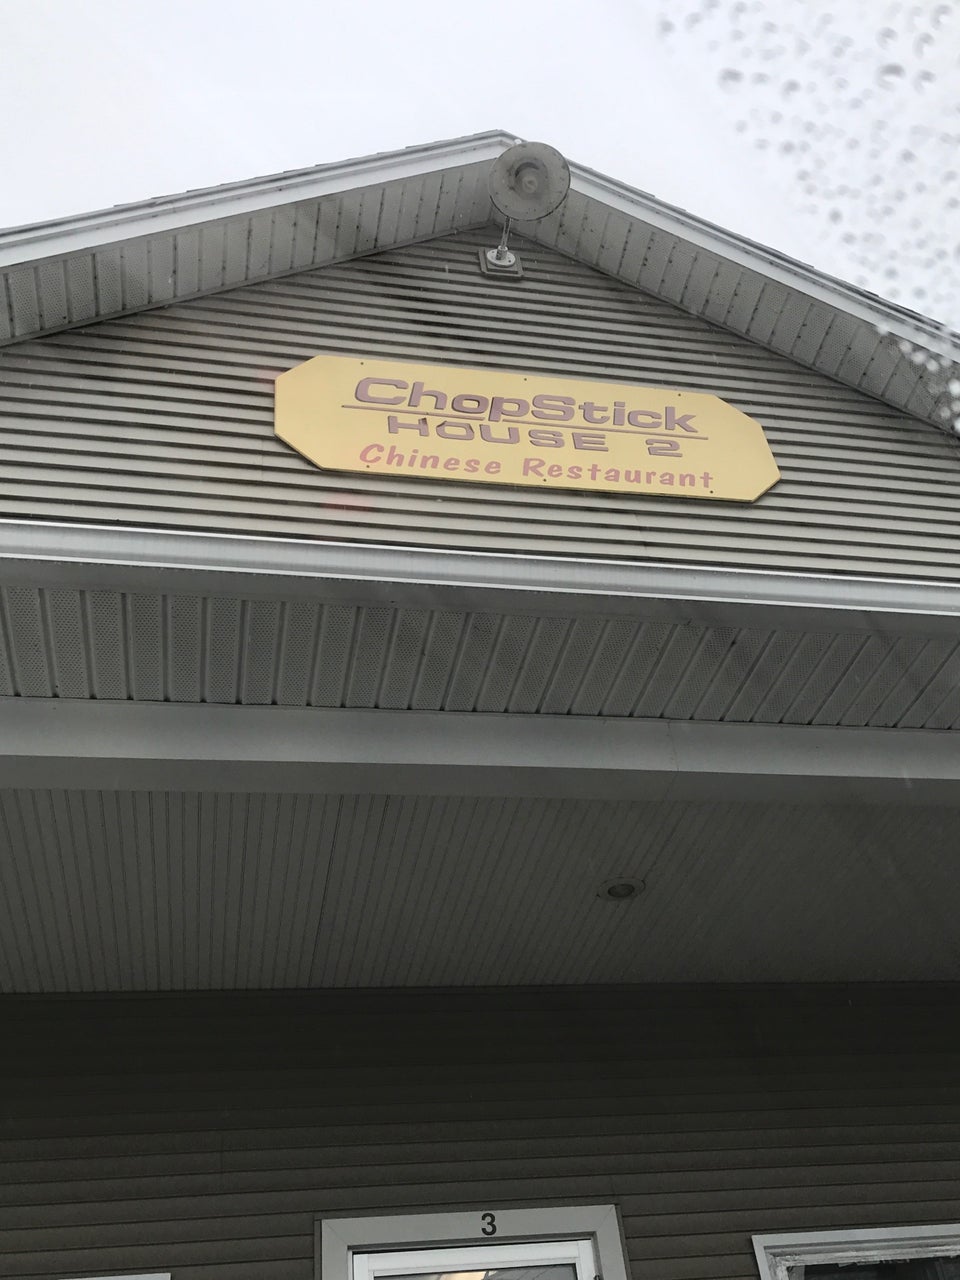 ChopStick
HOUSE 2
Chinese Restaurant
3